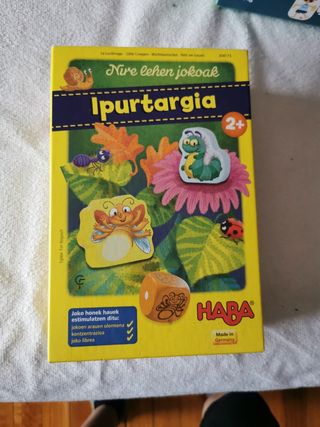 Nire lehen jokoak
Ipurtargia
2+
Joko honek hauek
estimulatzen ditu:
jokoen arauen ulermena
kontzentrazioa
joko librea
HABA
Made in
Germany